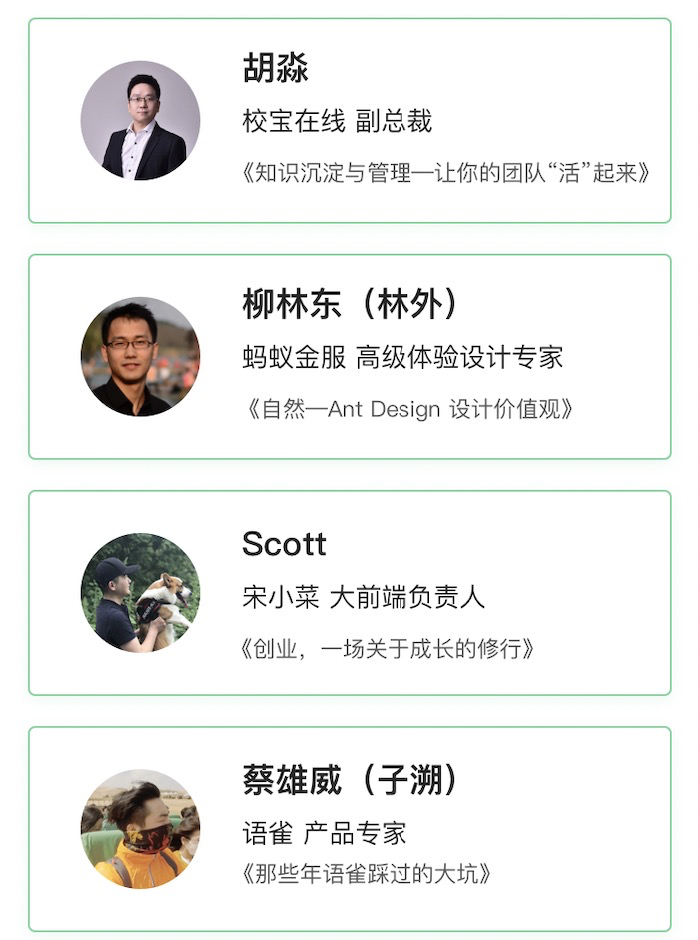 胡淼
校宝在线 副总裁
《知识沉淀与管理—让你的团队“活”起来》
柳林东（林外）
蚂蚁金服 高级体验设计专家
《自然—Ant Design 设计价值观》
Scott
宋小菜 大前端负责人
《创业，一场关于成长的修行》
蔡雄威（子溯）
语雀 产品专家
《那些年语雀踩过的大坑》